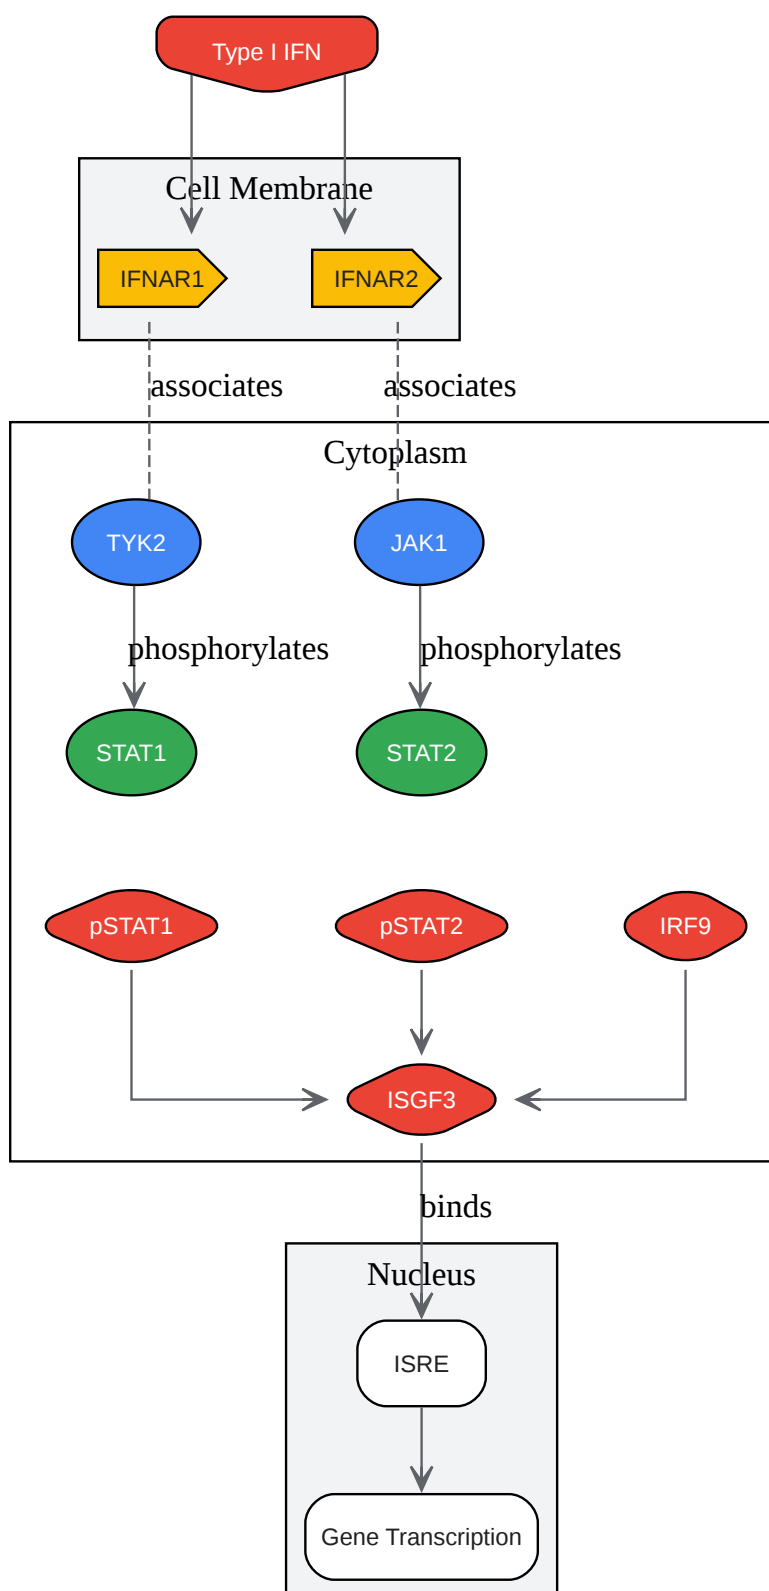 Type I IFN
Cell Membrane
IFNAR1
IFNAR2
associates
associates
Cytoplasm
TYK2
JAK1
phosphorylates
phosphorylates
STAT1
STAT2
pSTAT1
pSTAT2
IRF9
ISGF3
binds
Nucleus
ISRE
Gene Transcription